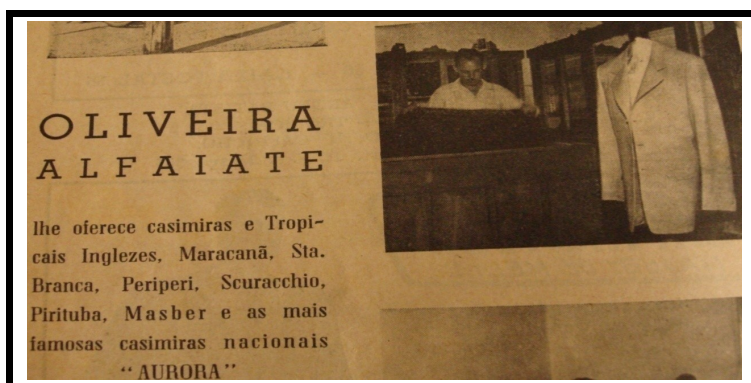 OLIVEIRA
ALFAIATE
lhe oferece casimiras e Tropi-
cais Inglezes, Maracanã, Sta.
Branca, Periperi, Scuracchio,
Pirituba, Masber e as mais
famosas casimiras nacionais
“AURORA”